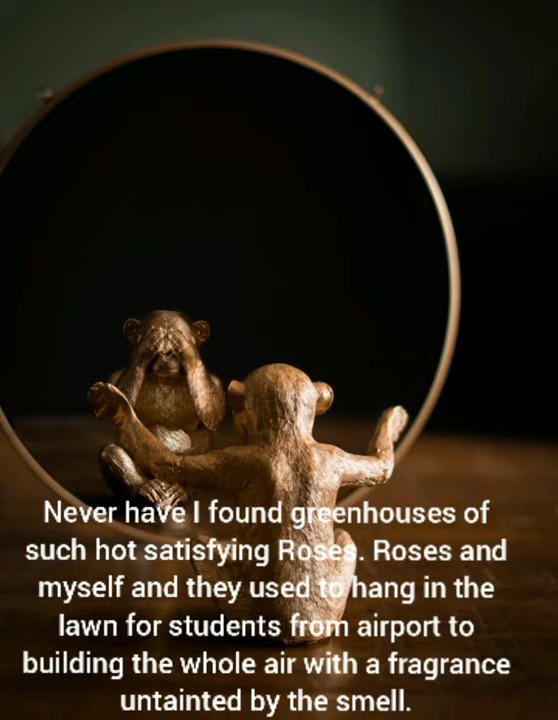 Never have I found greenhouses of
such hot satisfying Roses. Roses and
myself and they used to hang in the
lawn for students from airport to
building the whole air with a fragrance
untainted by the smell.